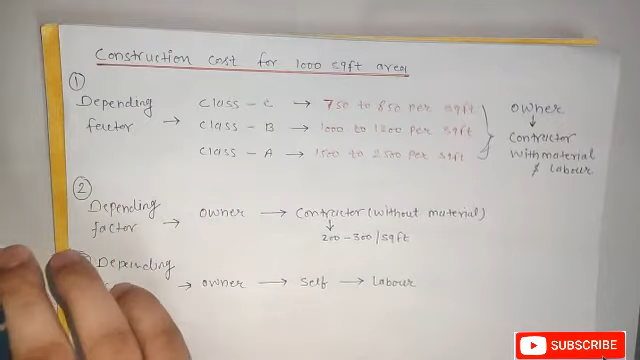 Construction cost for 1000 sqft area
①
Depending
fector → Class - C → 750 to 850 per sqft
Class - B → 1000 to 1200 per sqft
Class - A → 1500 to 2500 per sqft
owner
↓
contractor
with material
& labour
②
Depending
factor → owner → contractor (without material)
↓
200-300/sqft
Depending
→ owner → self → labour
SUBSCRIBE